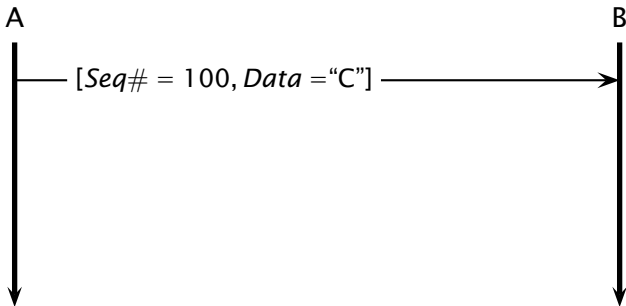 A B
[Seq# = 100, Data =“C”]